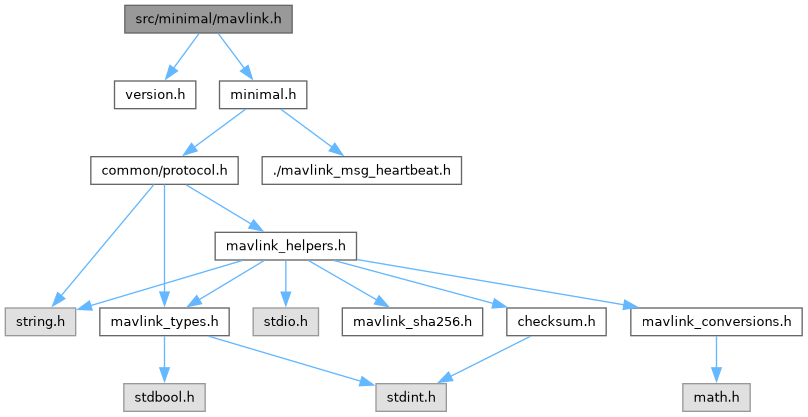 src/minimal/mavlink.h
version.h
minimal.h
common/protocol.h
./mavlink_msg_heartbeat.h
mavlink_helpers.h
string.h
mavlink_types.h
stdio.h
mavlink_sha256.h
checksum.h
mavlink_conversions.h
stdbool.h
stdint.h
math.h